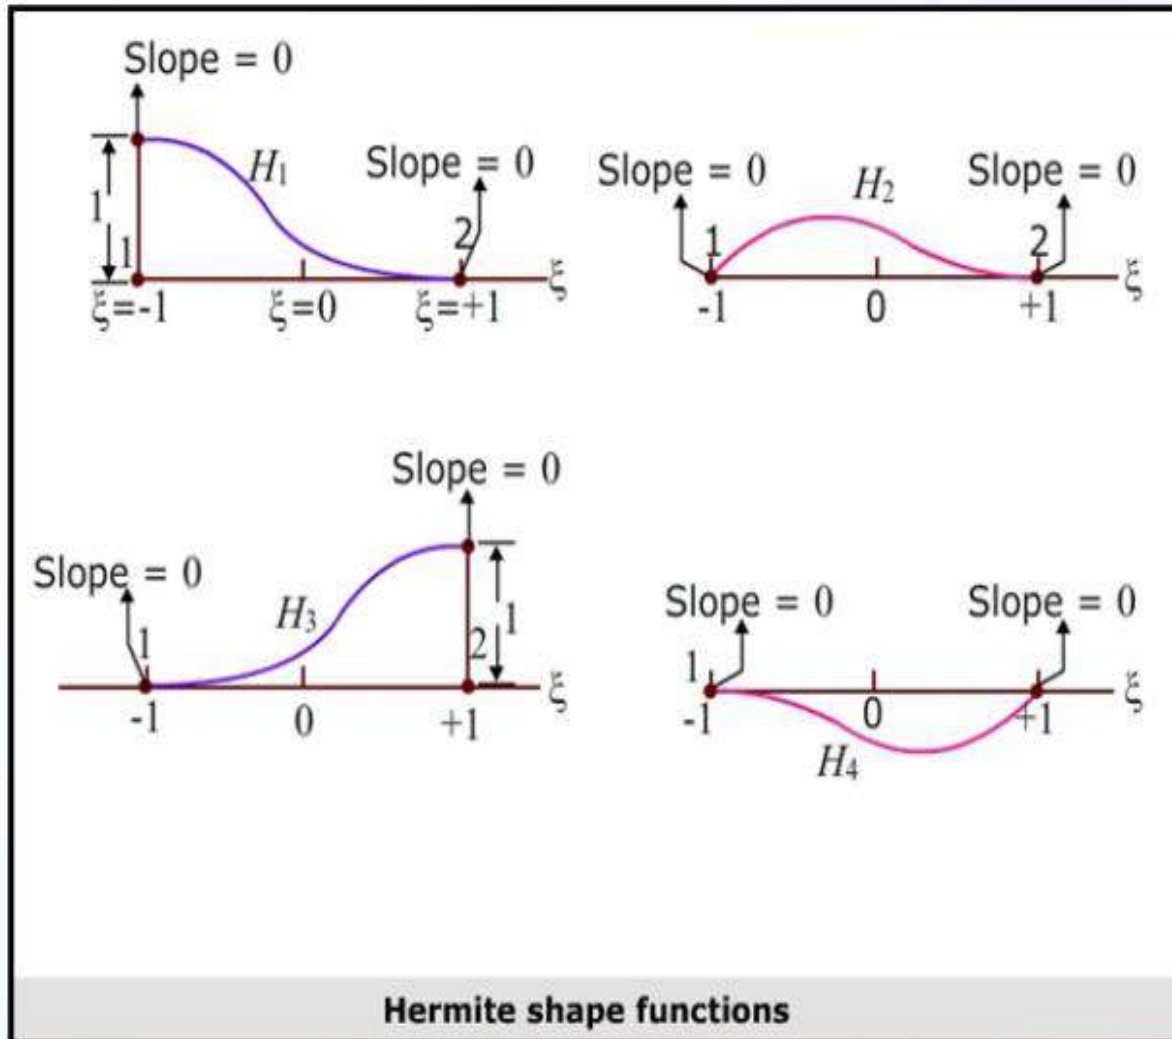 Slope = 0
H1
Slope = 0
1
1
2
ξ
ξ=-1
ξ=0
ξ=+1
Slope = 0
H2
Slope = 0
1
2
ξ
-1
0
+1
Slope = 0
Slope = 0
1
H3
2
1
ξ
-1
0
+1
Slope = 0
Slope = 0
1
ξ
-1
0
+1
H4
Hermite shape functions